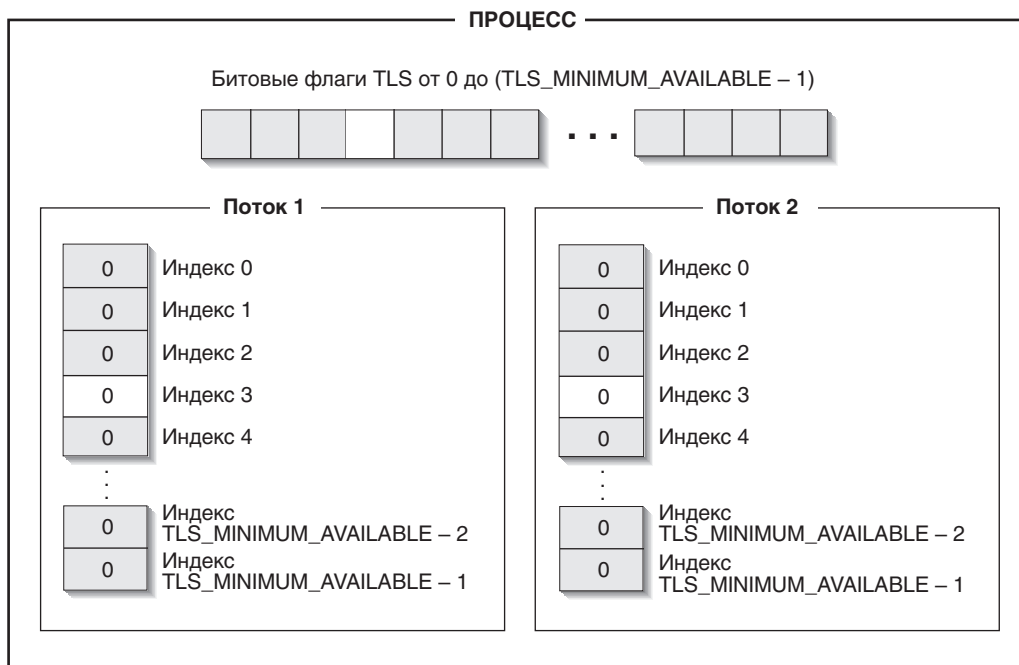 ПРОЦЕСС
Битовые флаги TLS от 0 до (TLS_MINIMUM_AVAILABLE – 1)
. . .
Поток 1
0 Индекс 0
0 Индекс 1
0 Индекс 2
0 Индекс 3
0 Индекс 4
0 Индекс
TLS_MINIMUM_AVAILABLE – 2
0 Индекс
TLS_MINIMUM_AVAILABLE – 1
Поток 2
0 Индекс 0
0 Индекс 1
0 Индекс 2
0 Индекс 3
0 Индекс 4
0 Индекс
TLS_MINIMUM_AVAILABLE – 2
0 Индекс
TLS_MINIMUM_AVAILABLE – 1